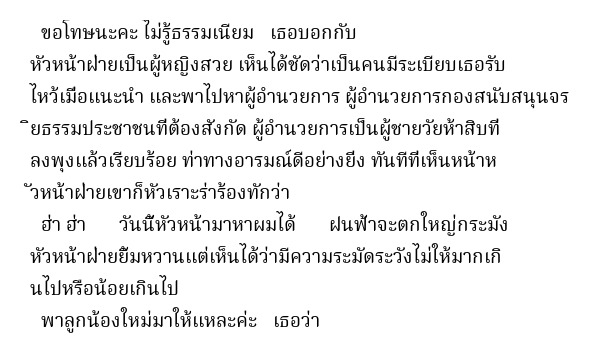 ขอโทษนะคะ ไม่รู้ธรรมเนียม เธอบอกกับ
หัวหน้าฝ่ายเป็นผู้หญิงสวย เห็นได้ชัดว่าเป็นคนมีระเบียบเธอรับ
ไหว้เมื่อแนะนำ และพาไปหาผู้อำนวยการ ผู้อำนวยการกองสนับสนุนจร
ิยธรรมประชาชนที่ต้องสังกัด ผู้อำนวยการเป็นผู้ชายวัยห้าสิบที่
ลงพุงแล้วเรียบร้อย ท่าทางอารมณ์ดีอย่างยิ่ง ทันทีที่เห็นหน้าห
ัวหน้าฝ่ายเขาก็หัวเราะร่าร้องทักว่า
ฮ่า ฮ่า วันนี้หัวหน้ามาหาผมได้ ฝนฟ้าจะตกใหญ่กระมัง
หัวหน้าฝ่ายยิ้มหวานแต่เห็นได้ว่ามีความระมัดระวังไม่ให้มากเกิ
นไปหรือน้อยเกินไป
พาลูกน้องใหม่มาให้แหละค่ะ เธอว่า